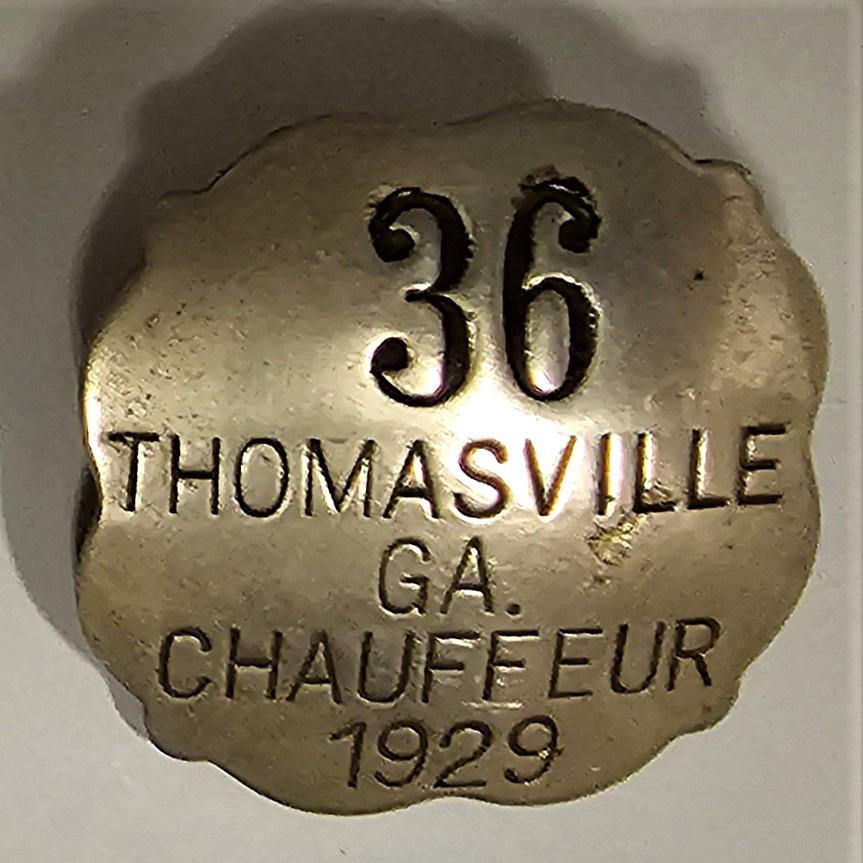 36
THOMASVILLE
GA.
CHAUFFEUR
1929